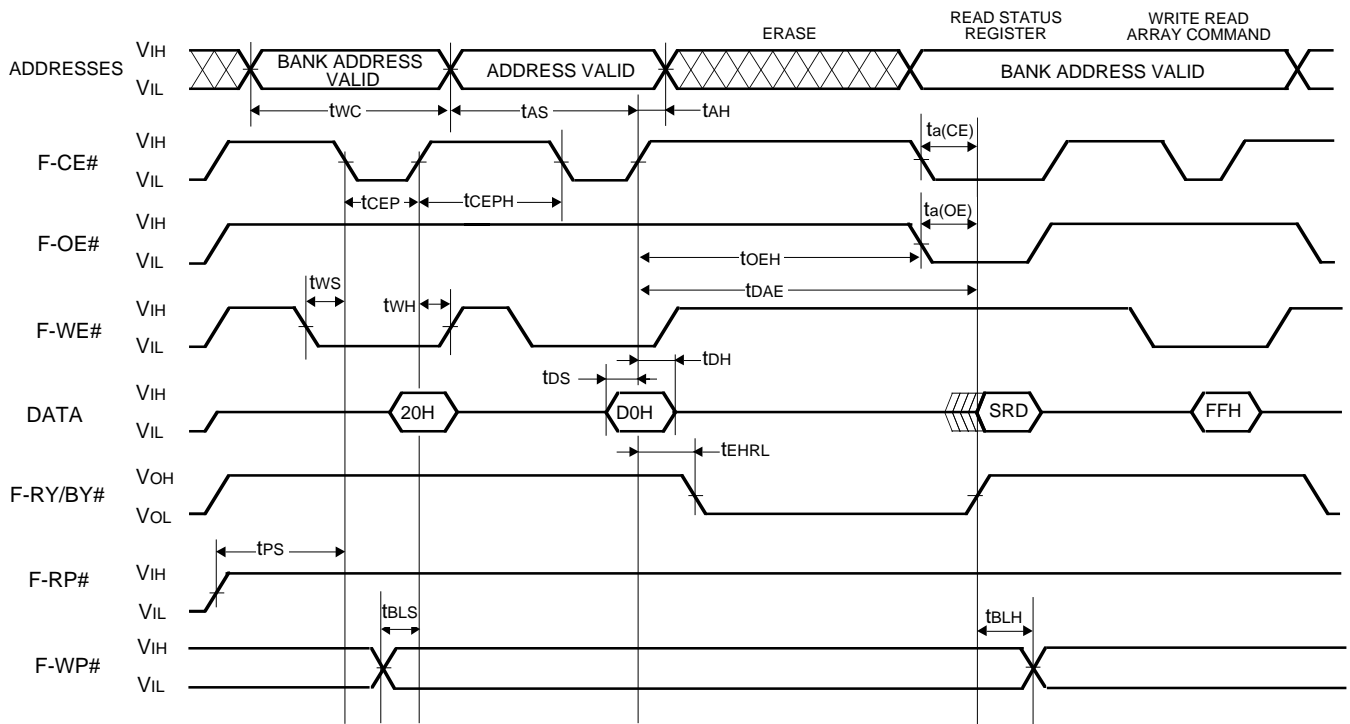 READ STATUS
REGISTER
WRITE READ
ARRAY COMMAND
ERASE
ADDRESSES
VIH
VIL
BANK ADDRESS
VALID
ADDRESS VALID
BANK ADDRESS VALID
tWC
tAS
tAH
ta(CE)
F-CE#
VIH
VIL
tCEP
tCEPH
ta(OE)
F-OE#
VIH
VIL
tOEH
tWS
tWH
tDAE
F-WE#
VIH
VIL
tDH
tDS
DATA
VIH
VIL
20H
D0H
SRD
FFH
tEHRL
F-RY/BY#
VOH
VOL
tPS
F-RP#
VIH
VIL
tBLS
tBLH
F-WP#
VIH
VIL